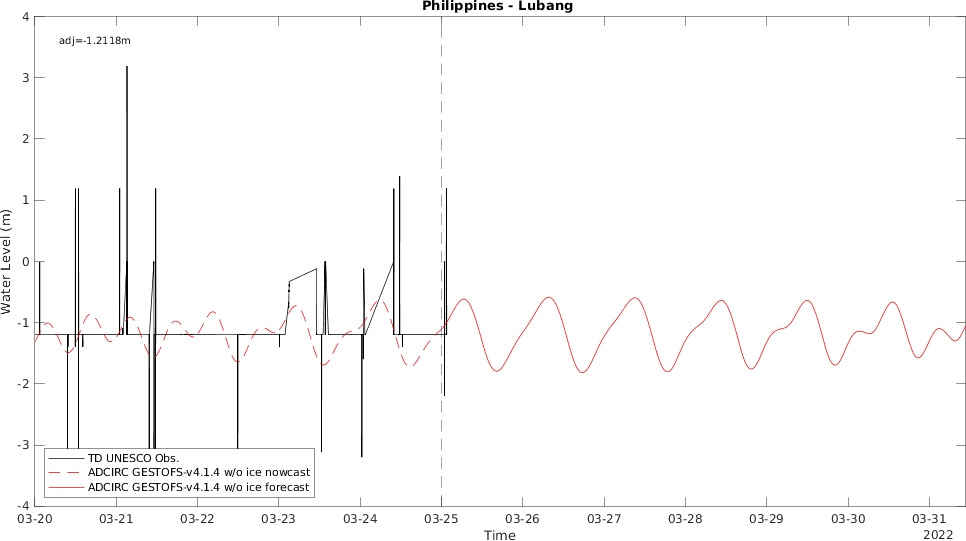 Philippines - Lubang
adj=-1.2118m
4
3
2
1
0
-1
-2
-3
-4
Water Level (m)
TD UNESCO Obs.
ADCIRC GESTOFS-v4.1.4 w/o ice nowcast
ADCIRC GESTOFS-v4.1.4 w/o ice forecast
03-20 03-21 03-22 03-23 03-24 03-25 03-26 03-27 03-28 03-29 03-30 03-31
Time
2022